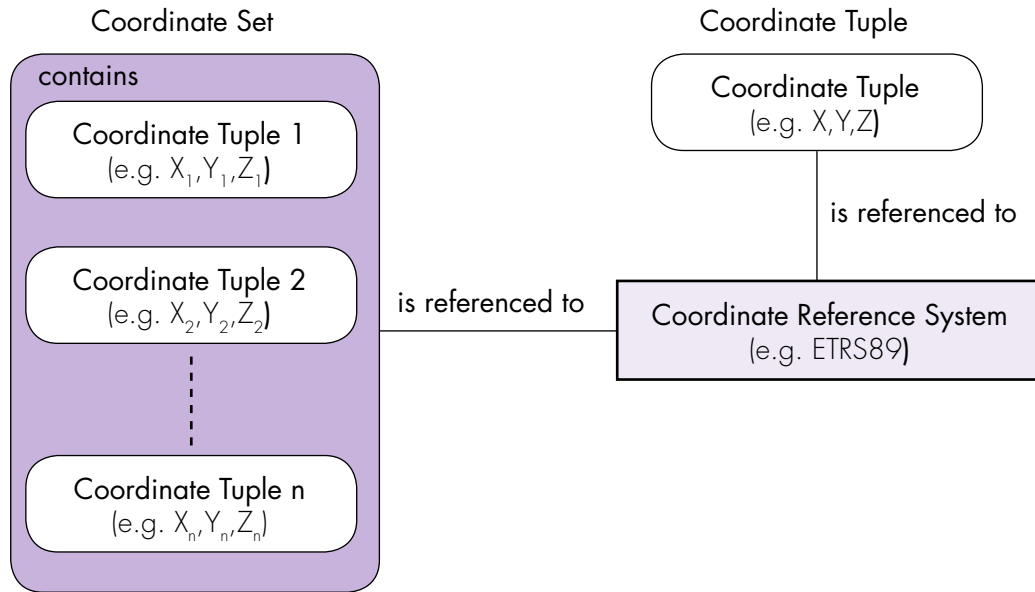 Coordinate Set
contains
Coordinate Tuple 1
(e.g. X₁,Y₁,Z₁)
Coordinate Tuple 2
(e.g. X₂,Y₂,Z₂)
Coordinate Tuple n
(e.g. Xₙ,Yₙ,Zₙ)
is referenced to
Coordinate Tuple
Coordinate Tuple
(e.g. X,Y,Z)
is referenced to
Coordinate Reference System
(e.g. ETRS89)